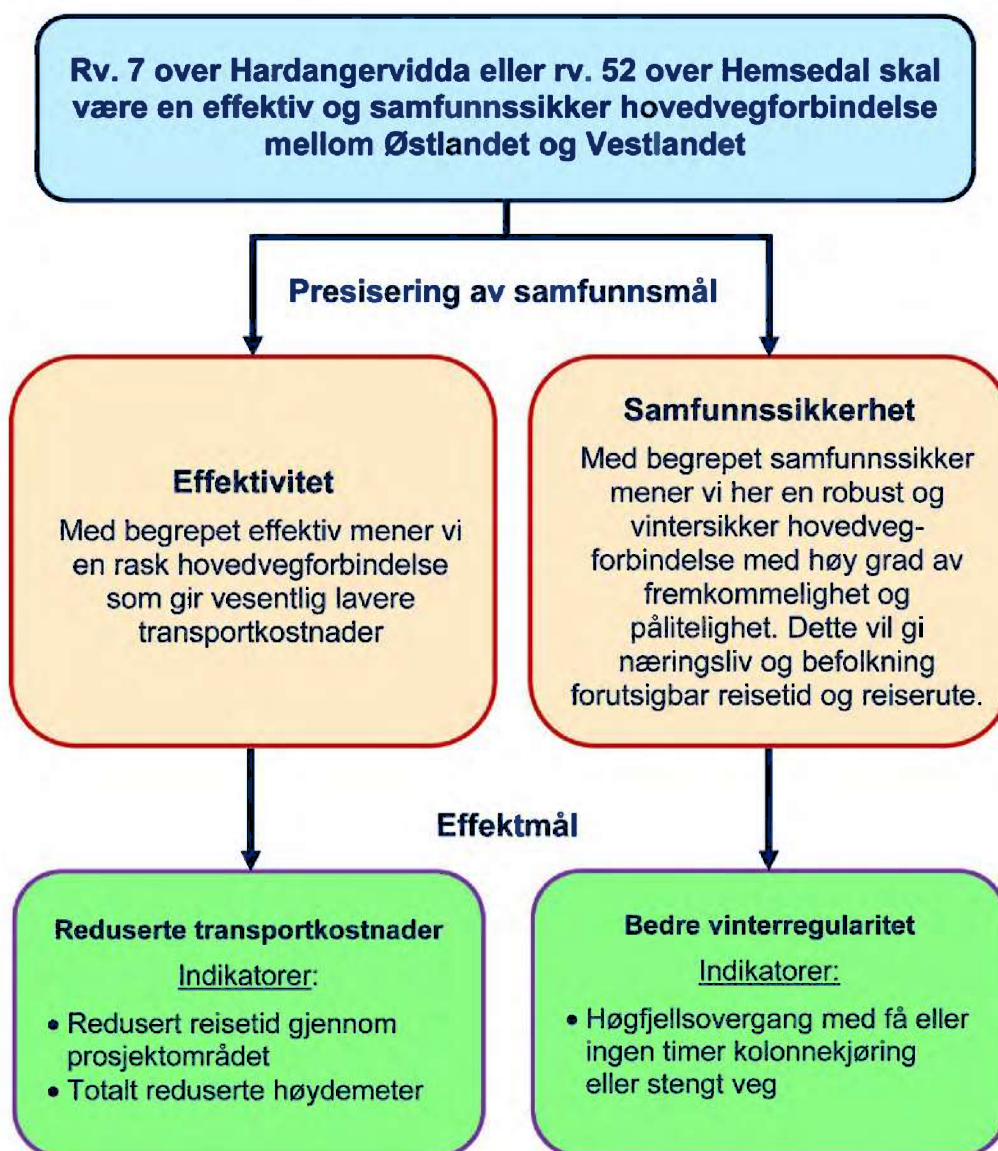 Rv. 7 over Hardangervidda eller rv. 52 over Hemsedal skal
være en effektiv og samfunnssikker hovedvegforbindelse
mellom Østlandet og Vestlandet
Presisering av samfunnsmål
Effektivitet
Med begrepet effektiv mener vi
en rask hovedvegforbindelse
som gir vesentlig lavere
transportkostnader
Samfunnssikkerhet
Med begrepet samfunnssikker
mener vi her en robust og
vintersikker hovedveg-
forbindelse med høy grad av
fremkommelighet og
pålitelighet. Dette vil gi
næringsliv og befolkning
forutsigbar reisetid og reiserute.
Effektmål
Reduserte transportkostnader
Indikatorer:
• Redusert reisetid gjennom
prosjektområdet
• Totalt reduserte høydemeter
Bedre vinterregularitet
Indikatorer:
• Høgfjellsovergang med få eller
ingen timer kolonnekjøring
eller stengt veg